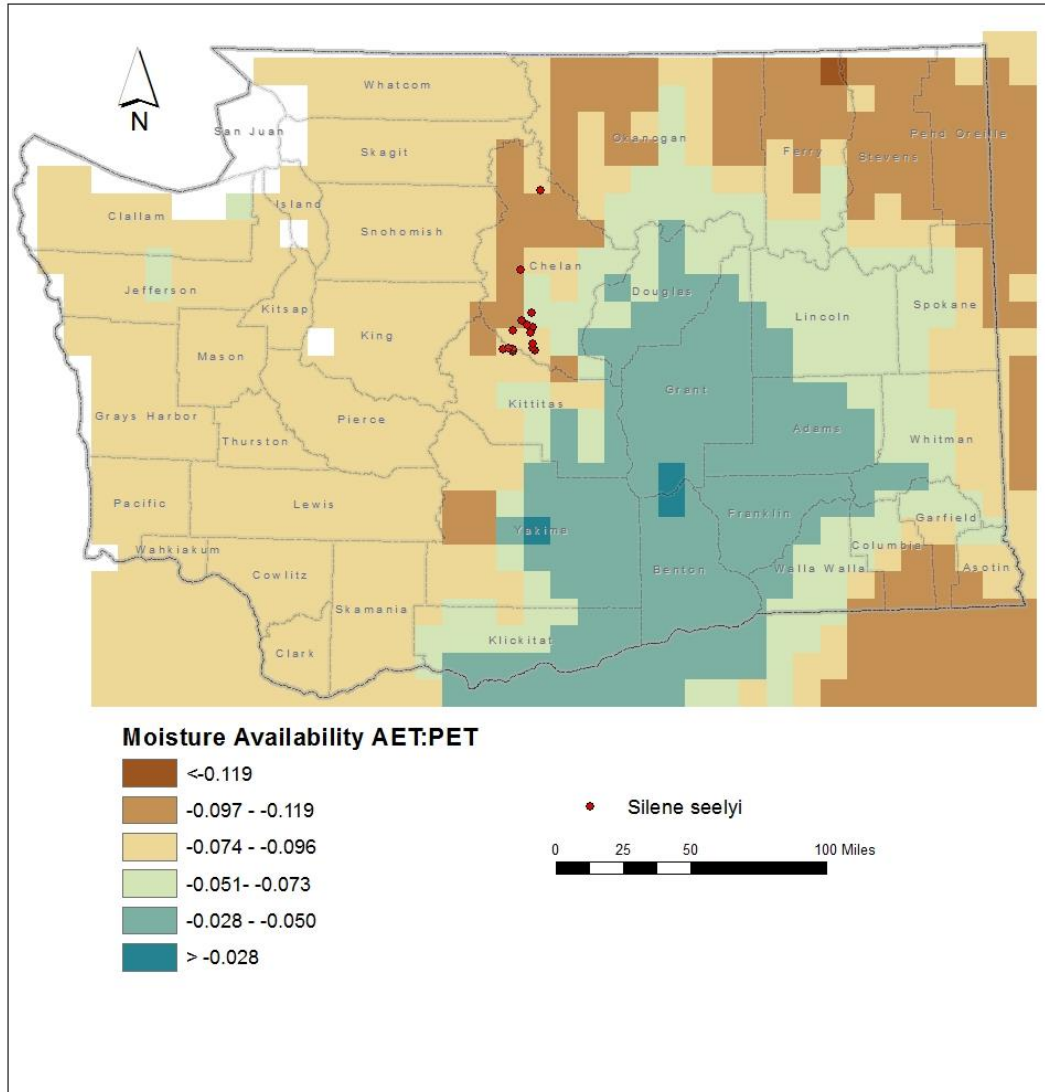 N
Whatcom
San Juan
Okanogan
Pend Oreille
Skagit
Ferry
Stevens
Island
Clallam
Snohomish
Chelan
Jefferson
Douglas
Spokane
Kitsap
Lincoln
King
Mason
Grant
Kittitas
Grays Harbor
Pierce
Adams
Whitman
Thurston
Pacific
Lewis
Franklin
Garfield
Yakima
Columbia
Wahkiakum
Benton
Walla Walla
Asotin
Cowlitz
Skamania
Klickitat
Clark
Moisture Availability AET:PET
<-0.119
-0.097 - -0.119
-0.074 - -0.096
-0.051- -0.073
-0.028 - -0.050
> -0.028
Silene seelyi
0 25 50 100 Miles